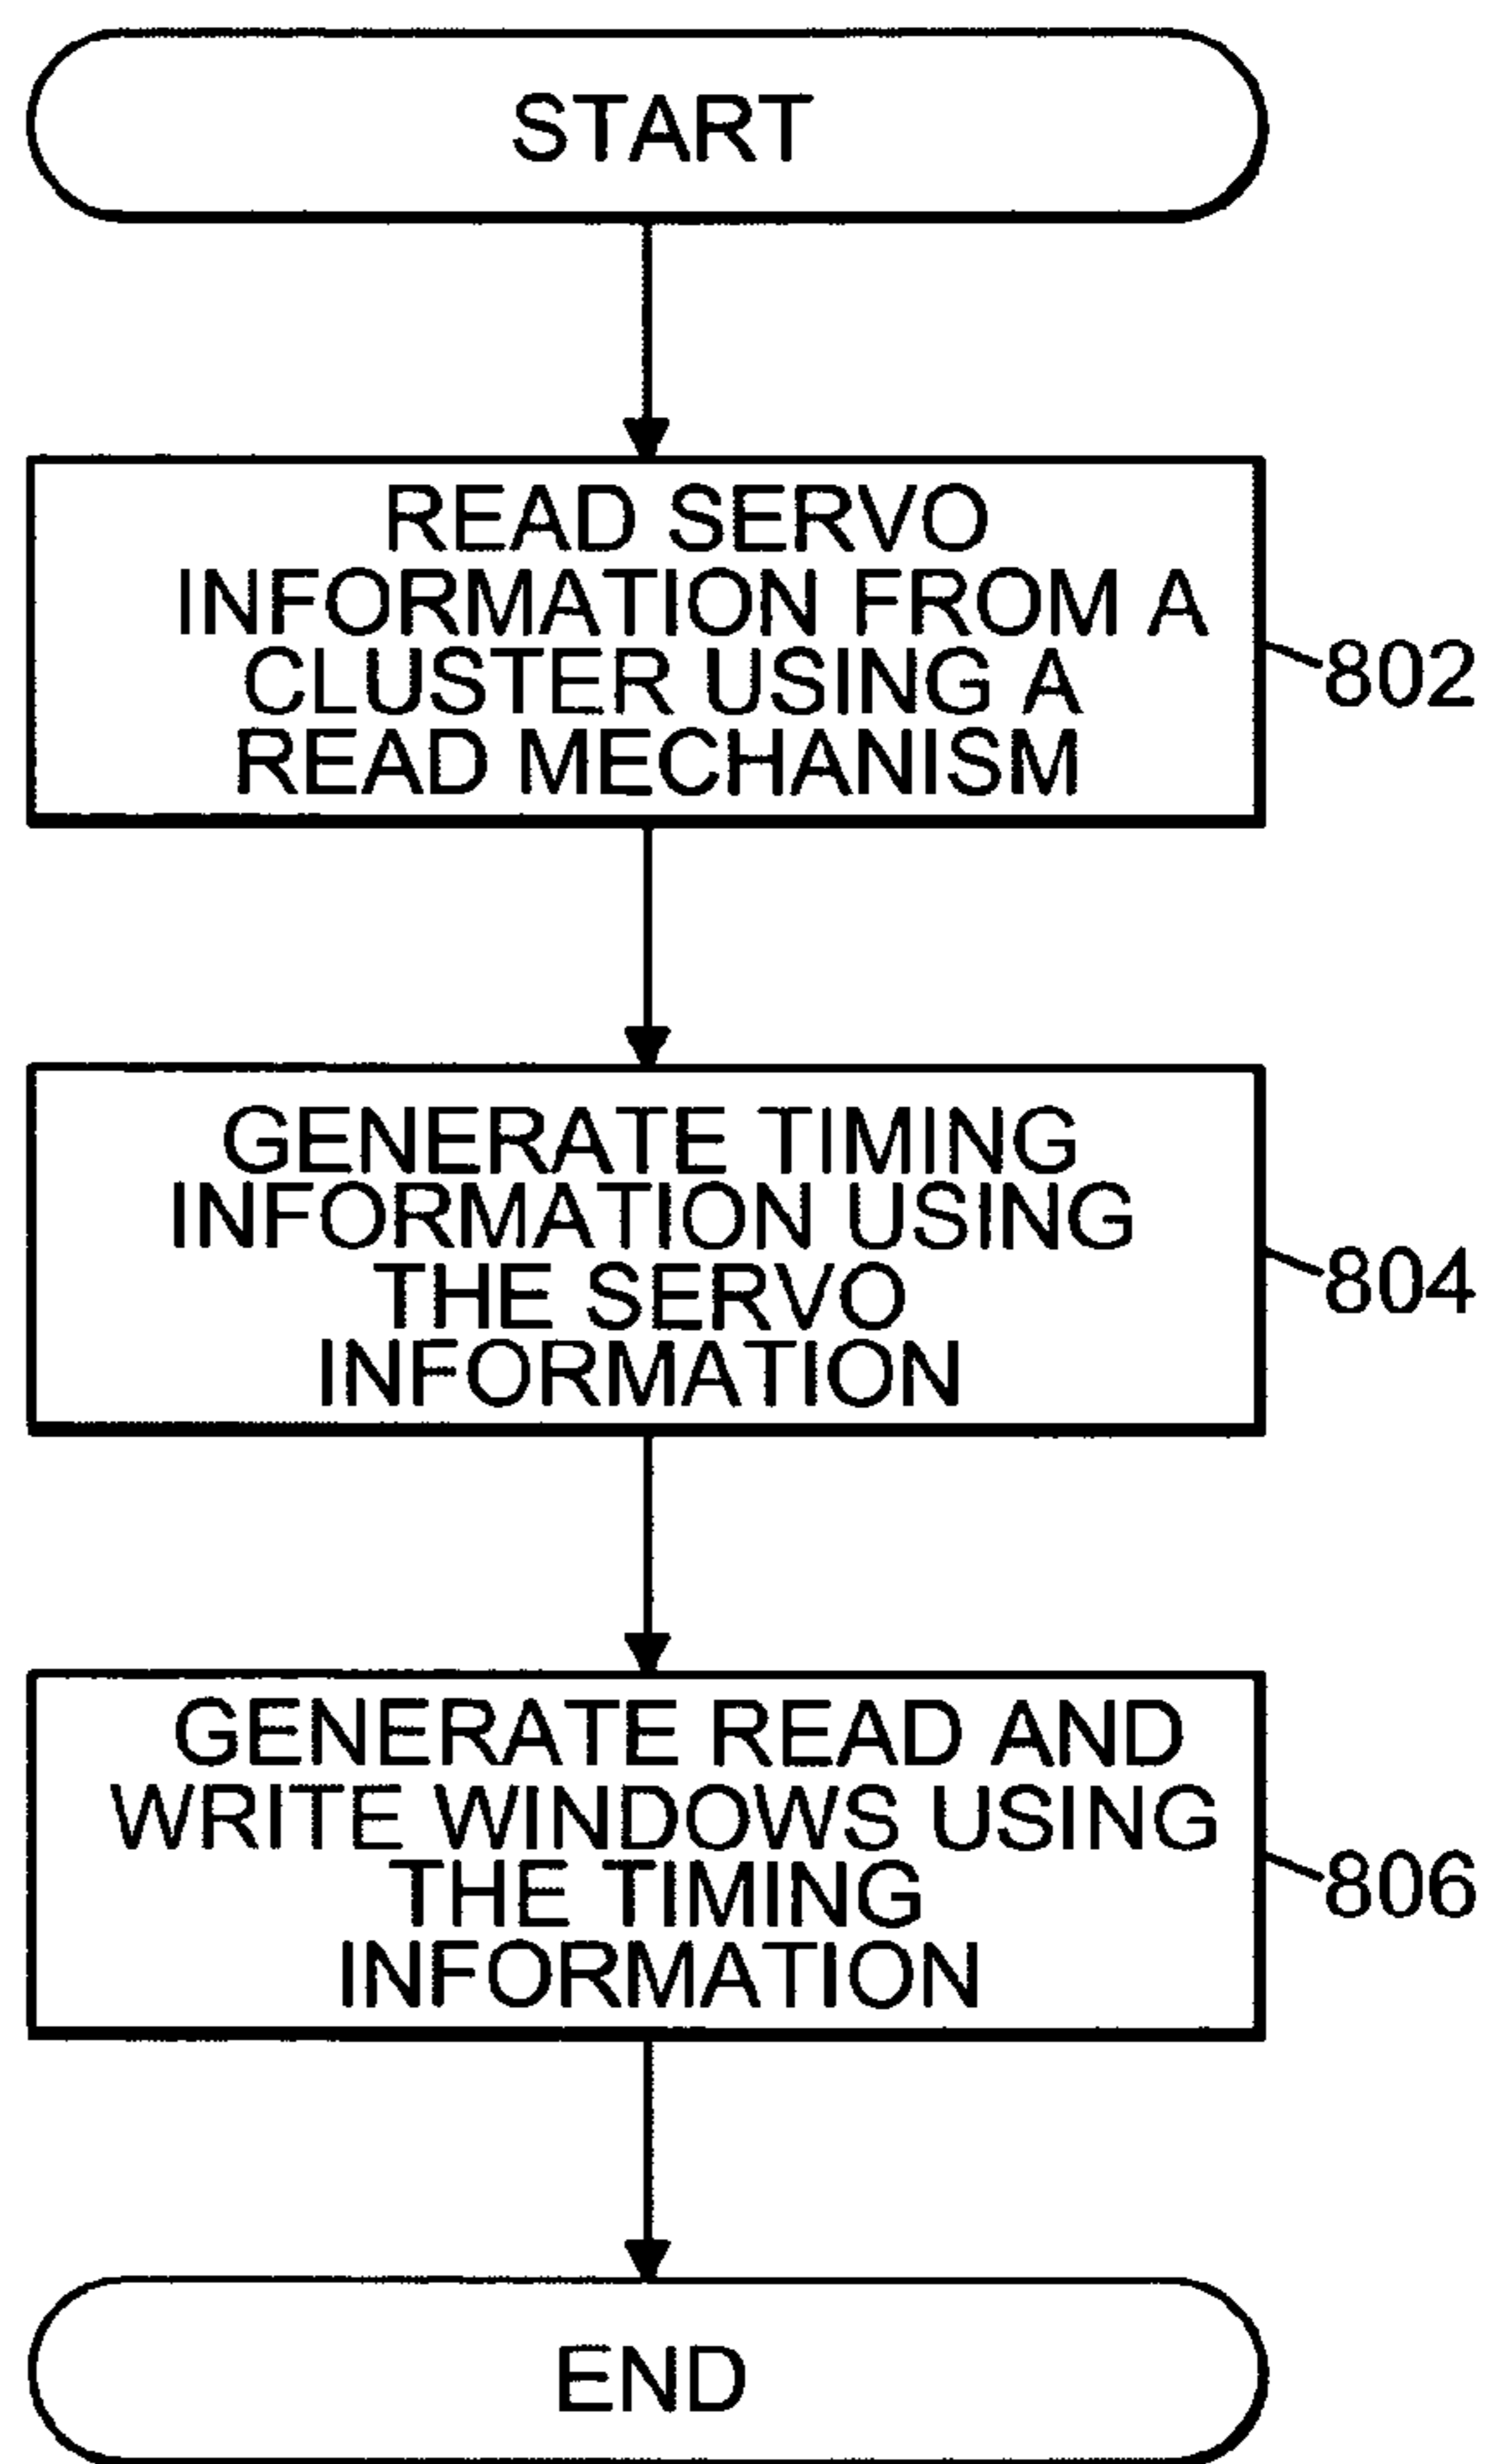 START
READ SERVO
INFORMATION FROM A
CLUSTER USING A
READ MECHANISM
802
GENERATE TIMING
INFORMATION USING
THE SERVO
INFORMATION
804
GENERATE READ AND
WRITE WINDOWS USING
THE TIMING
INFORMATION
806
END